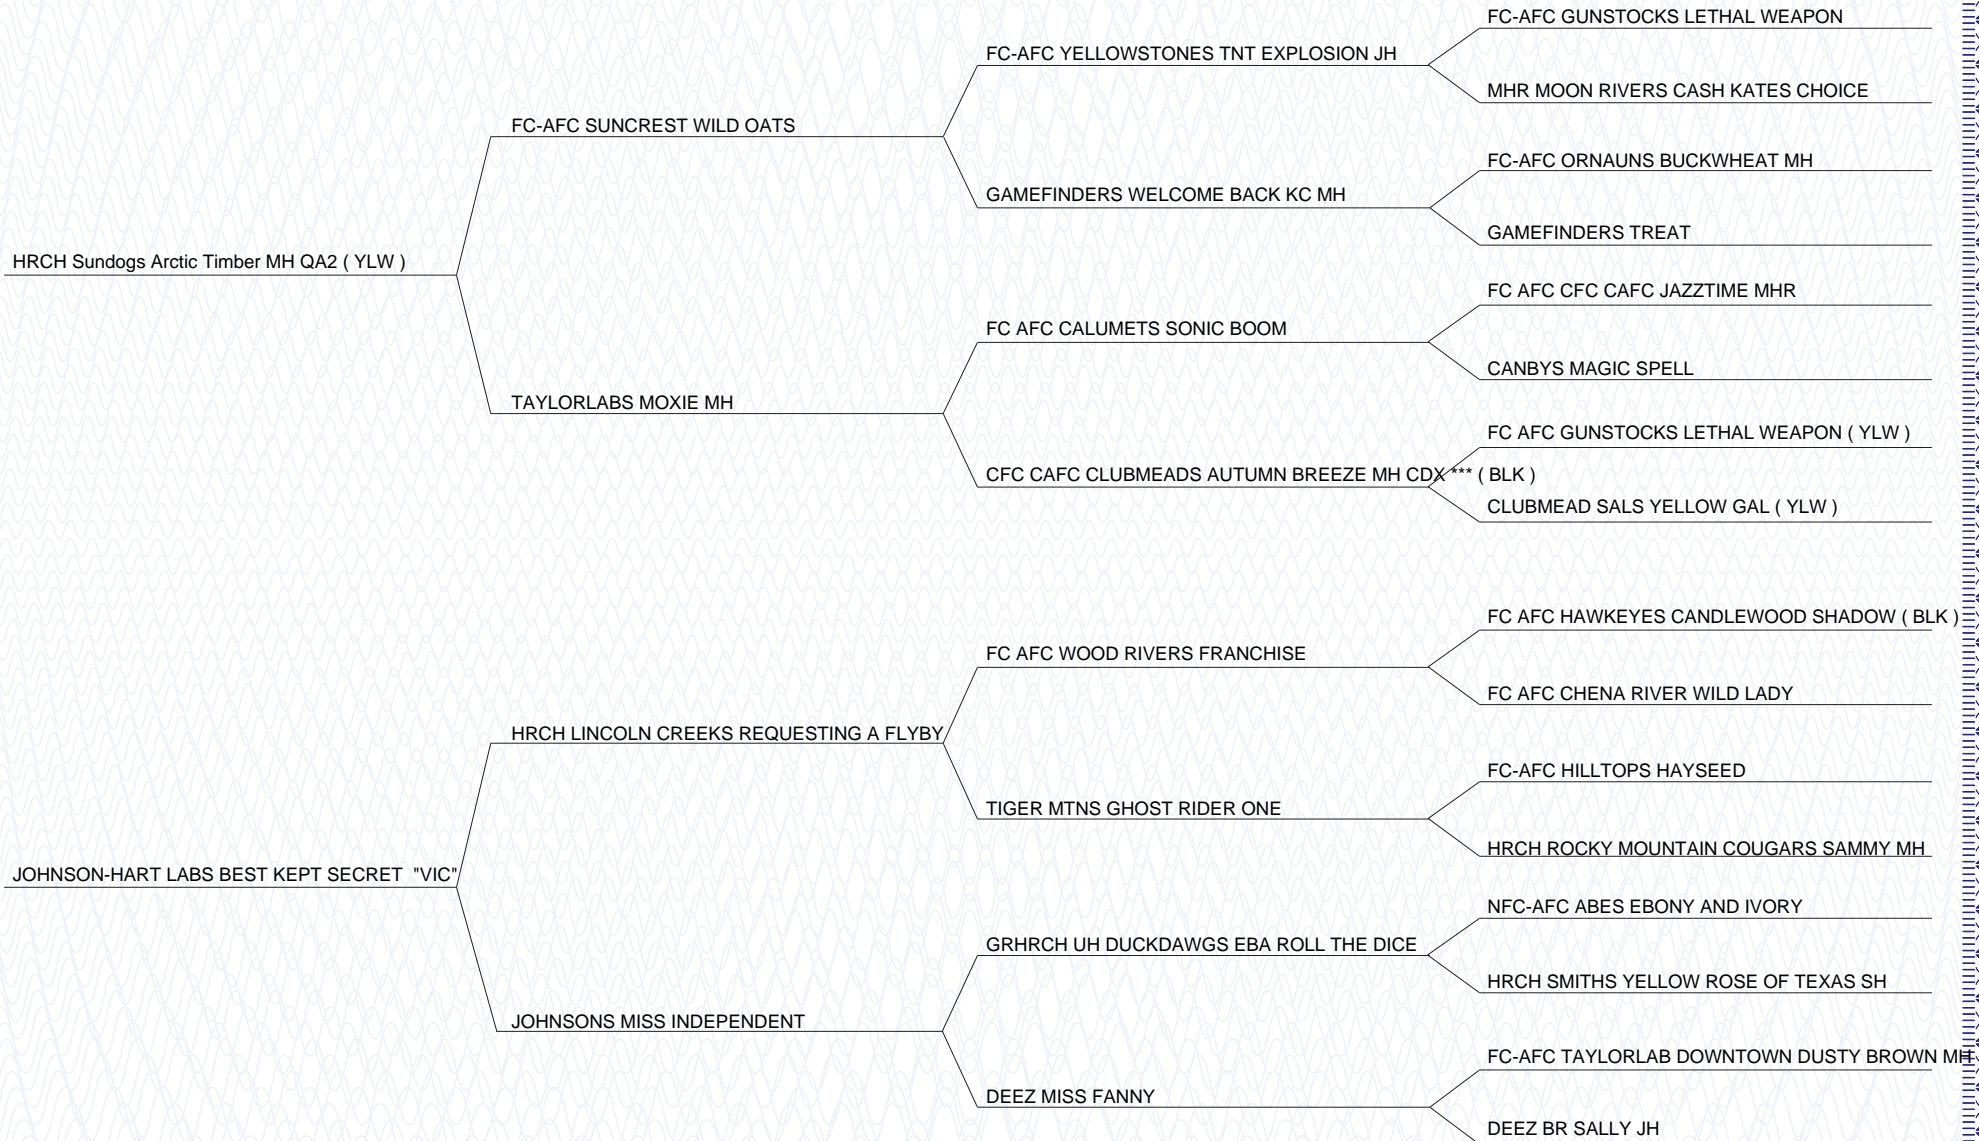 FC-AFC GUNSTOCKS LETHAL WEAPON
FC-AFC YELLOWSTONES TNT EXPLOSION JH
MHR MOON RIVERS CASH KATES CHOICE
FC-AFC SUNCREST WILD OATS
FC-AFC ORNAUNS BUCKWHEAT MH
GAMEFINDERS WELCOME BACK KC MH
GAMEFINDERS TREAT
HRCH Sundogs Arctic Timber MH QA2 ( YLW )
FC AFC CFC CAFC JAZZTIME MHR
FC AFC CALUMETS SONIC BOOM
CANBYS MAGIC SPELL
TAYLORLABS MOXIE MH
FC AFC GUNSTOCKS LETHAL WEAPON ( YLW )
CFC CAFC CLUBMEADS AUTUMN BREEZE MH CDX *** ( BLK )
CLUBMEAD SALS YELLOW GAL ( YLW )
FC AFC HAWKEYES CANDLEWOOD SHADOW ( BLK )
FC AFC WOOD RIVERS FRANCHISE
FC AFC CHENA RIVER WILD LADY
HRCH LINCOLN CREEKS REQUESTING A FLYBY
FC-AFC HILLTOPS HAYSEED
TIGER MTNS GHOST RIDER ONE
HRCH ROCKY MOUNTAIN COUGARS SAMMY MH
JOHNSON-HART LABS BEST KEPT SECRET "VIC"
NFC-AFC ABES EBONY AND IVORY
GRHRCH UH DUCKDAWGS EBA ROLL THE DICE
HRCH SMITHS YELLOW ROSE OF TEXAS SH
JOHNSONS MISS INDEPENDENT
FC-AFC TAYLORLAB DOWNTOWN DUSTY BROWN MH
DEEZ MISS FANNY
DEEZ BR SALLY JH